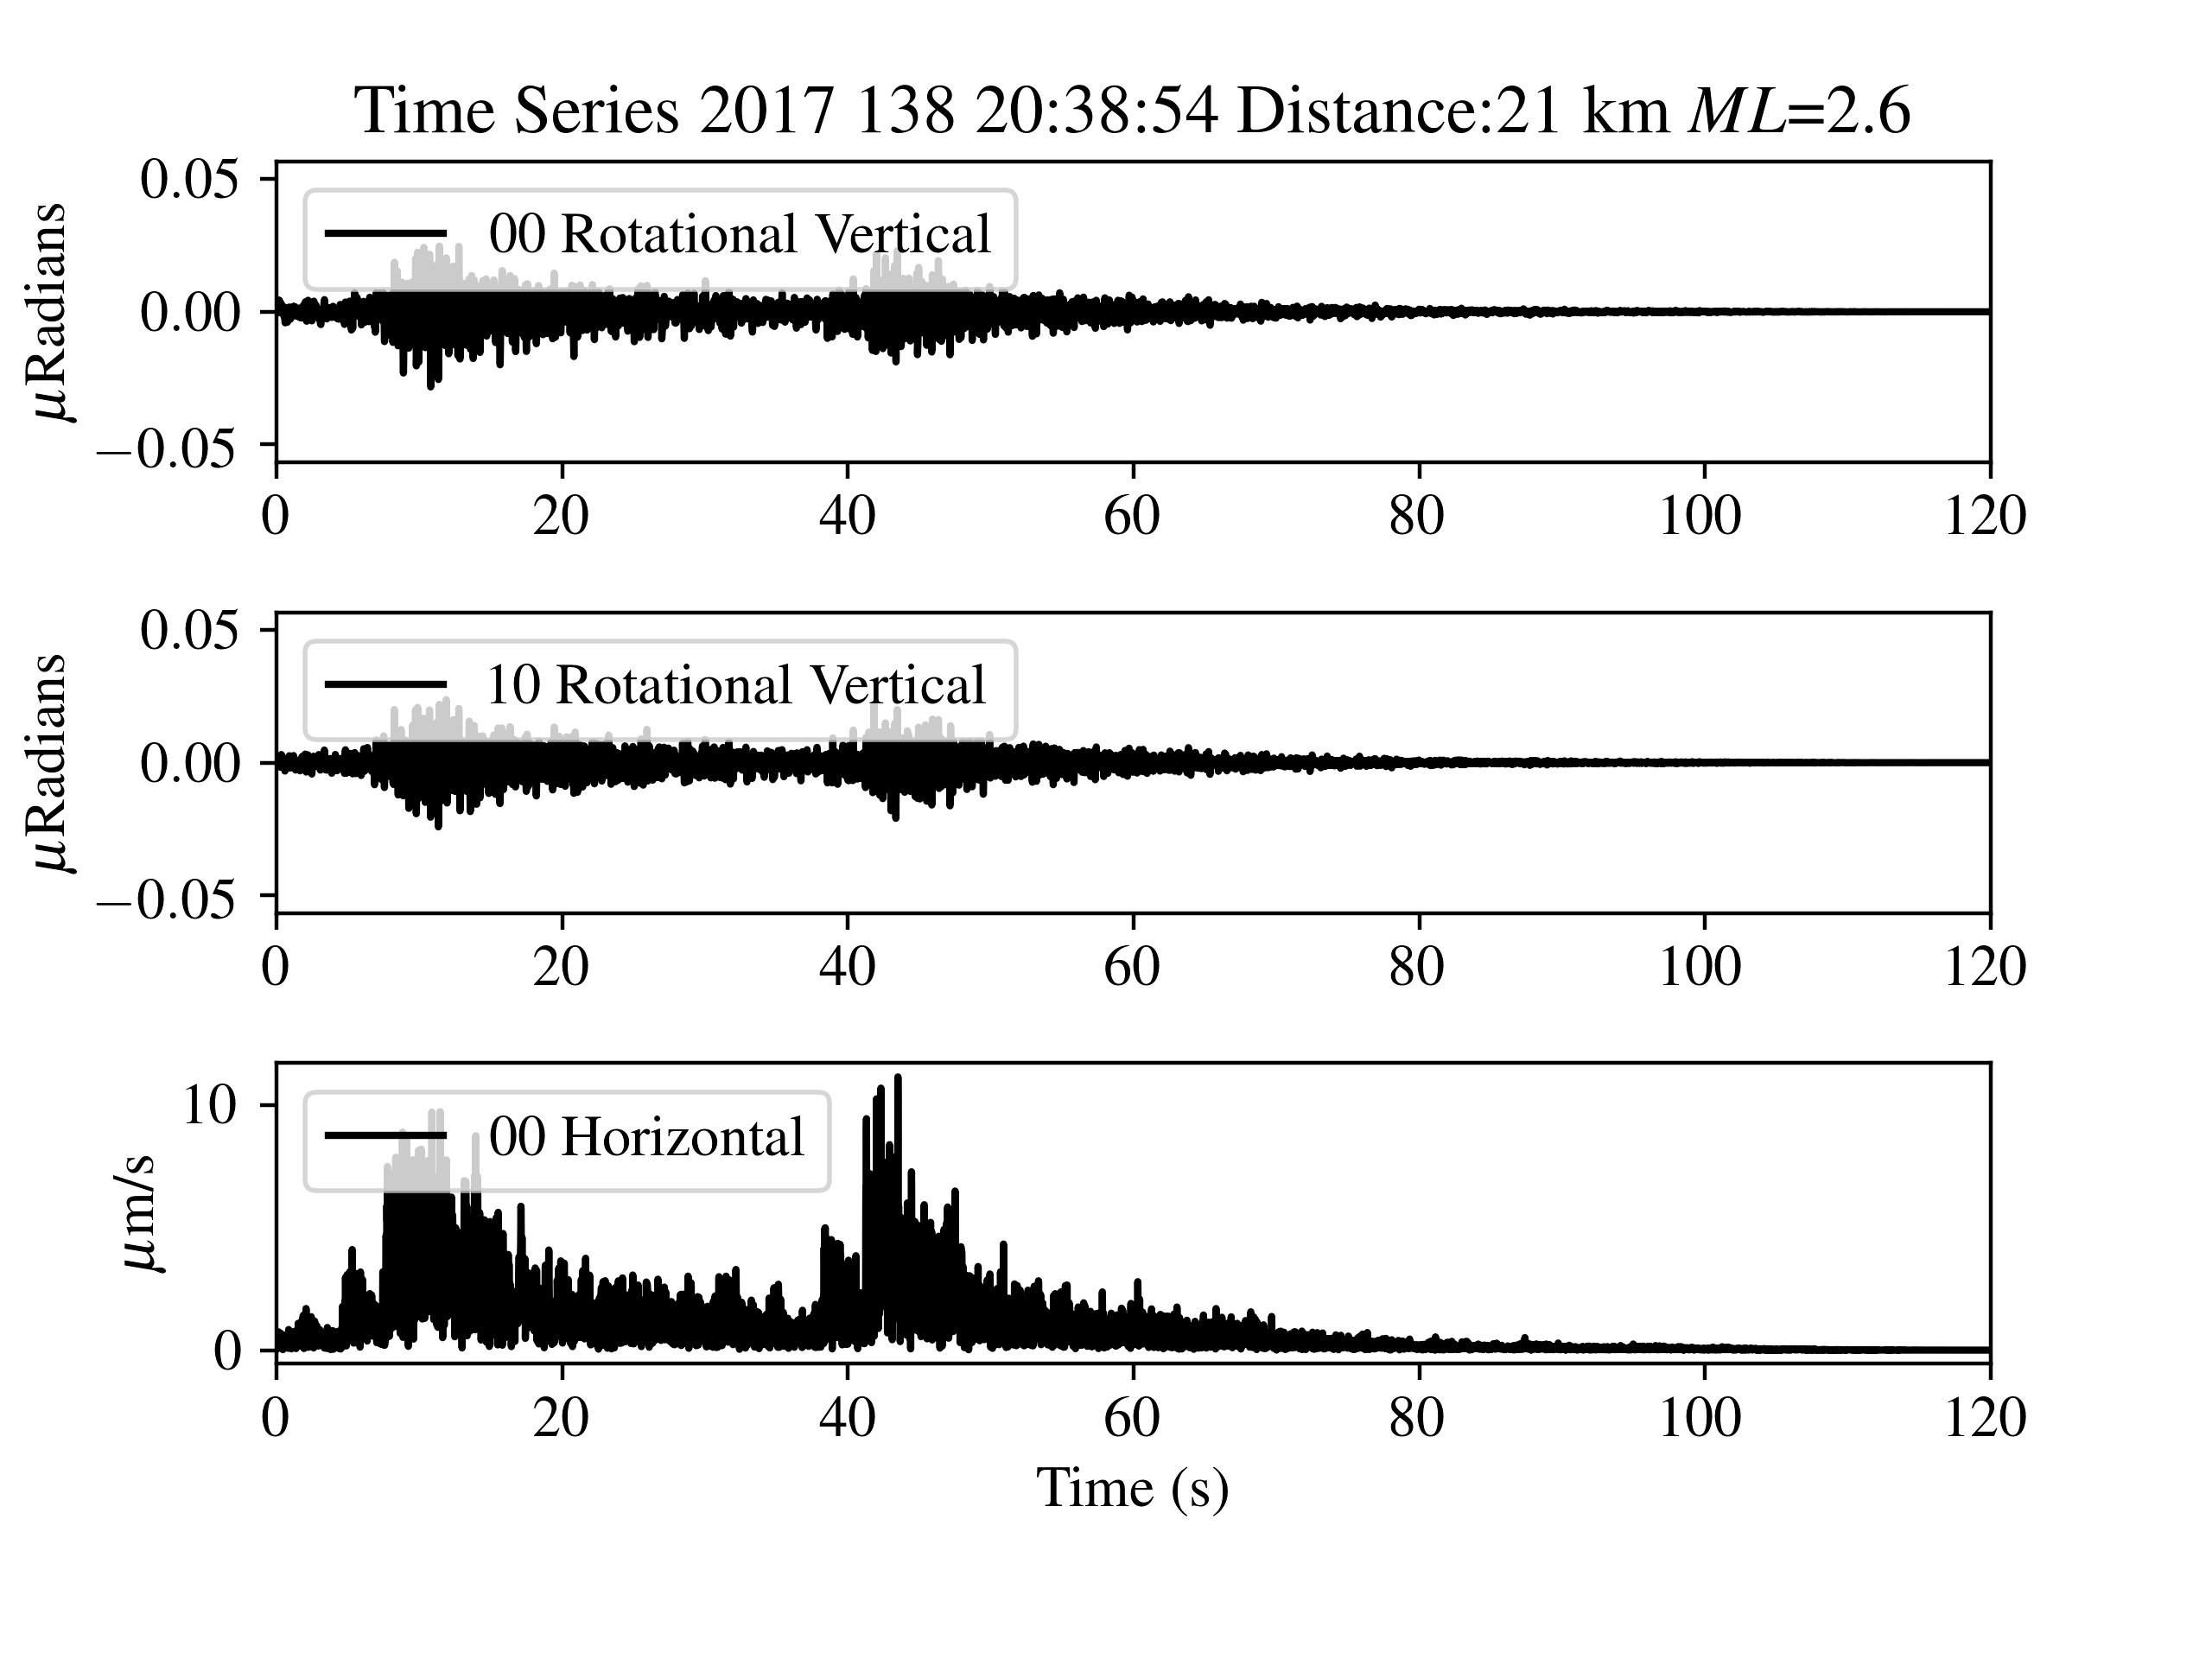 Time Series 2017 138 20:38:54 Distance:21 km ML=2.6
0.05
00 Rotational Vertical
μRadians
0.00
−0.05
0 20 40 60 80 100 120
0.05
10 Rotational Vertical
μRadians
0.00
−0.05
0 20 40 60 80 100 120
10
00 Horizontal
μm/s
0
0 20 40 60 80 100 120
Time (s)